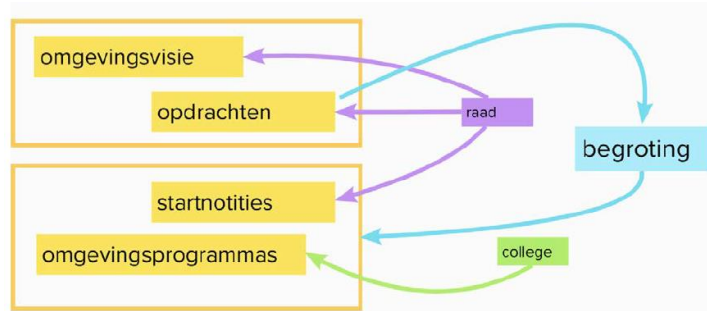 omgevingsvisie
opdrachten
raad
begroting
startnotities
omgevingsprogrammas
college